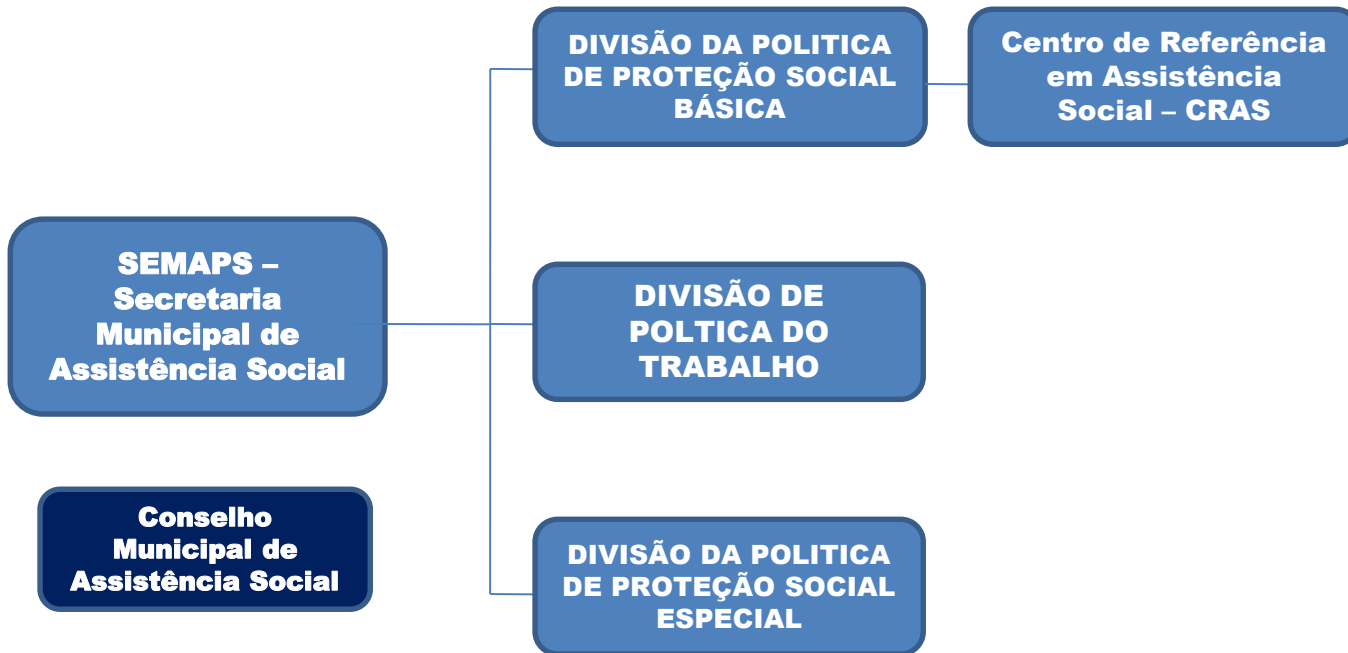 DIVISÃO DA POLITICA
DE PROTEÇÃO SOCIAL
BÁSICA
Centro de Referência
em Assistência
Social – CRAS
SEMAPS –
Secretaria
Municipal de
Assistência Social
DIVISÃO DE
POLTICA DO
TRABALHO
Conselho
Municipal de
Assistência Social
DIVISÃO DA POLITICA
DE PROTEÇÃO SOCIAL
ESPECIAL